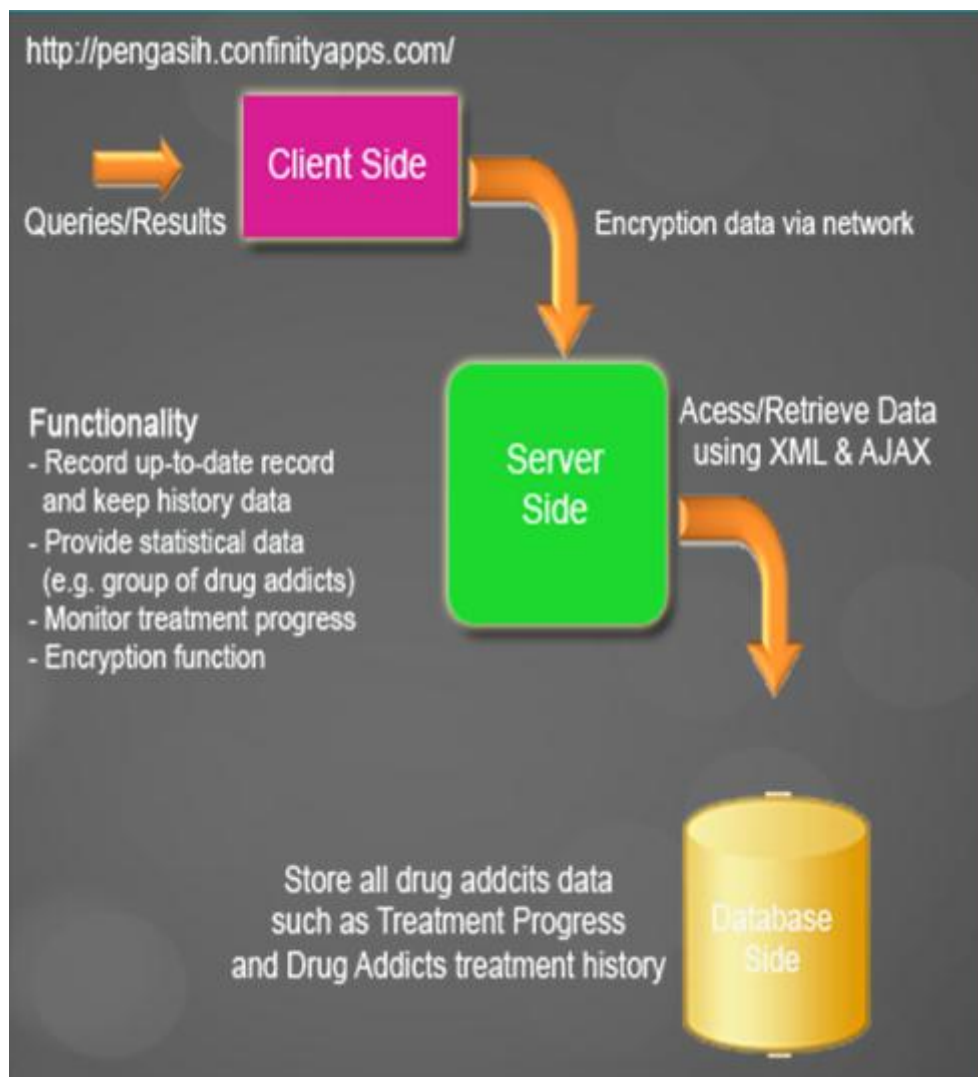 http://pengasih.confinityapps.com/
Client Side
Queries/Results
Encryption data via network
Functionality
- Record up-to-date record
and keep history data
- Provide statistical data
(e.g. group of drug addicts)
- Monitor treatment progress
- Encryption function
Server
Side
Acess/Retrieve Data
using XML & AJAX
Store all drug addcits data
such as Treatment Progress
and Drug Addicts treatment history
Database
Side